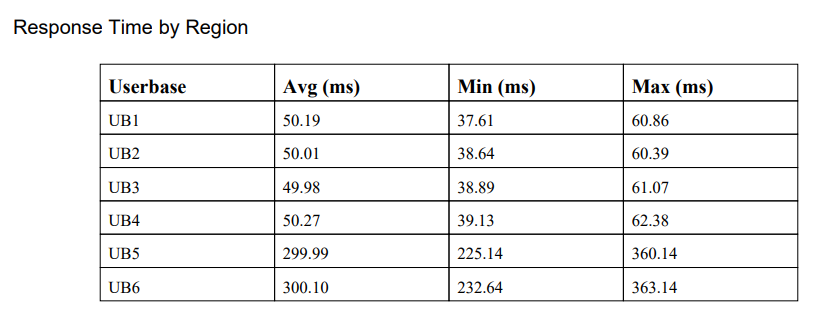 Response Time by Region
Userbase Avg (ms) Min (ms) Max (ms)
UB1 50.19 37.61 60.86
UB2 50.01 38.64 60.39
UB3 49.98 38.89 61.07
UB4 50.27 39.13 62.38
UB5 299.99 225.14 360.14
UB6 300.10 232.64 363.14